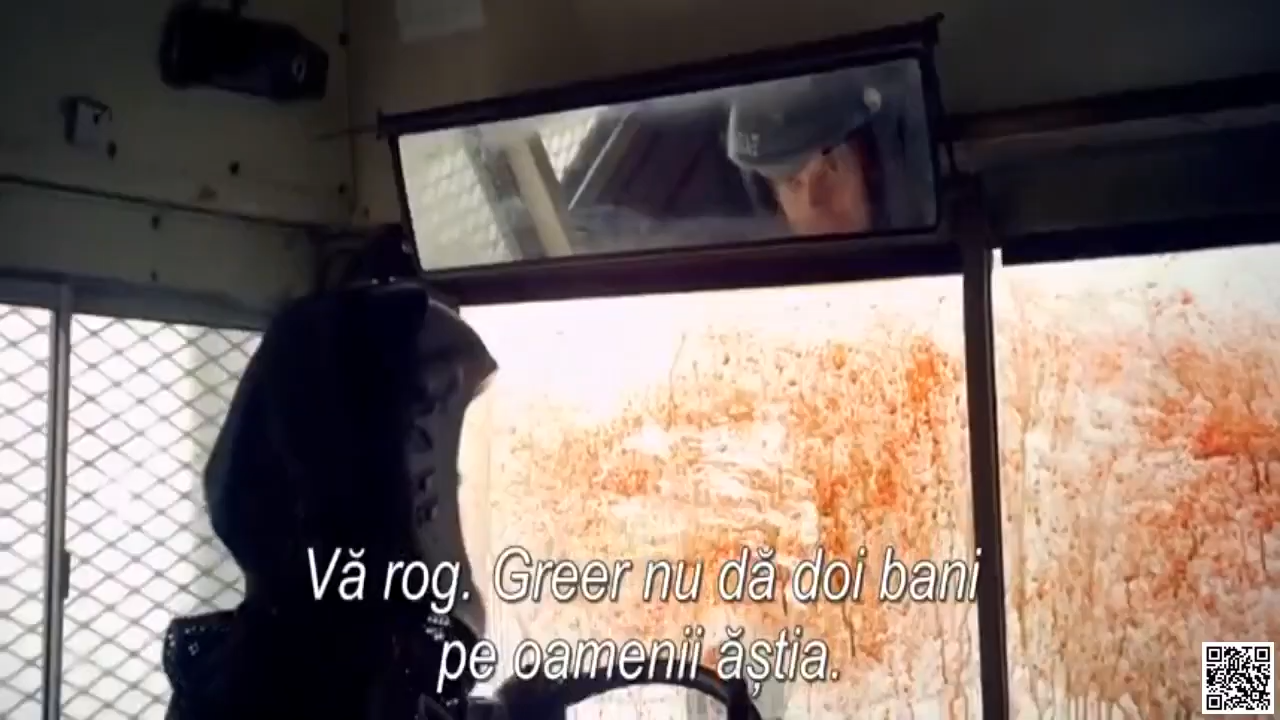 Vă rog. Greer nu dă doi bani
pe oamenii ăștia.